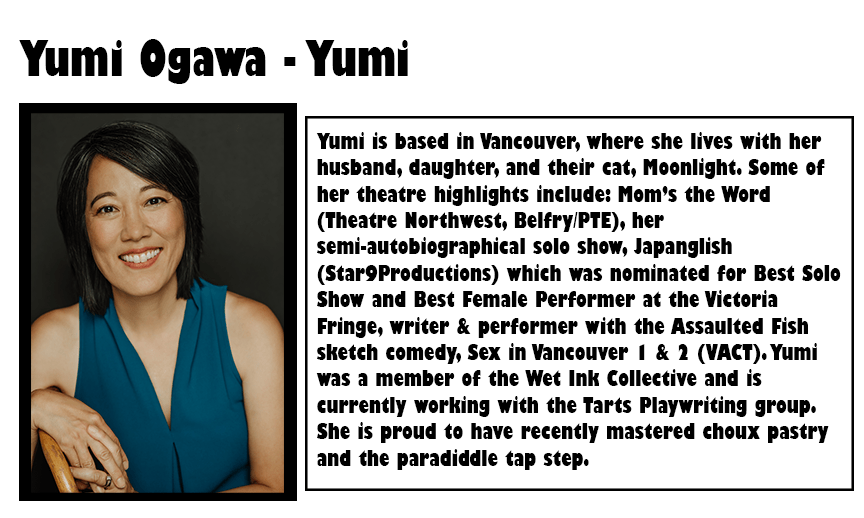 Yumi Ogawa - Yumi
Yumi is based in Vancouver, where she lives with her
husband, daughter, and their cat, Moonlight. Some of
her theatre highlights include: Mom's the Word
(Theatre Northwest, Belfry/PTE), her
semi-autobiographical solo show, Japanglish
(Star9Productions) which was nominated for Best Solo
Show and Best Female Performer at the Victoria
Fringe, writer & performer with the Assaulted Fish
sketch comedy, Sex in Vancouver 1 & 2 (VACT). Yumi
was a member of the Wet Ink Collective and is
currently working with the Tarts Playwriting group.
She is proud to have recently mastered choux pastry
and the paradiddle tap step.